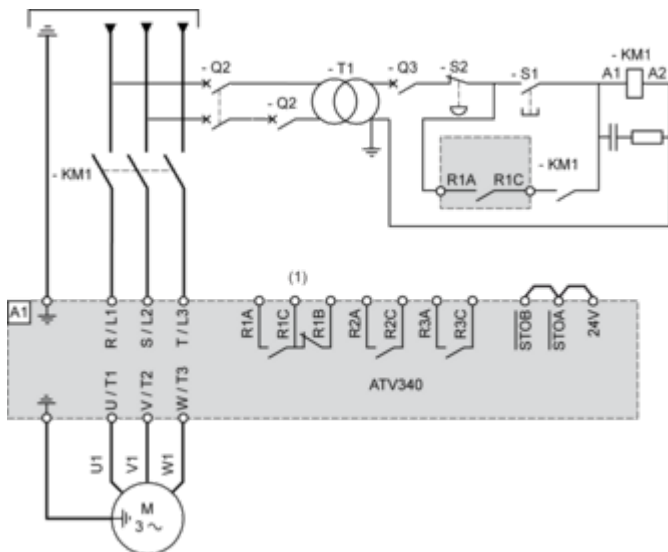 - Q2
- T1
- Q3
- S2
- S1
- KM1
A1
A2
- Q2
- KM1
R1A
R1C
- KM1
(1)
A1
R / L1
S / L2
T / L3
R1A
R1C
R1B
R2A
R2C
R3A
R3C
STOB
STOA
24V
ATV340
U / T1
V / T2
W / T3
U1
V1
W1
M
3 ~